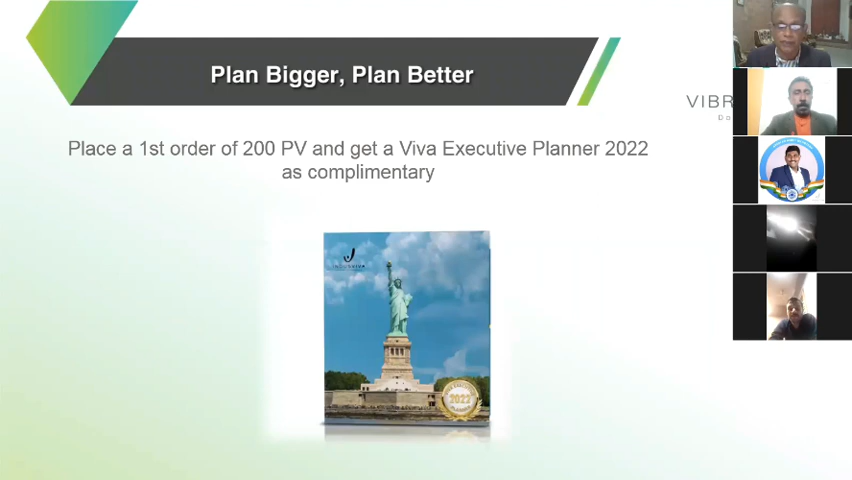 Plan Bigger, Plan Better
VIBR
Do
Place a 1st order of 200 PV and get a Viva Executive Planner 2022
as complimentary
2022